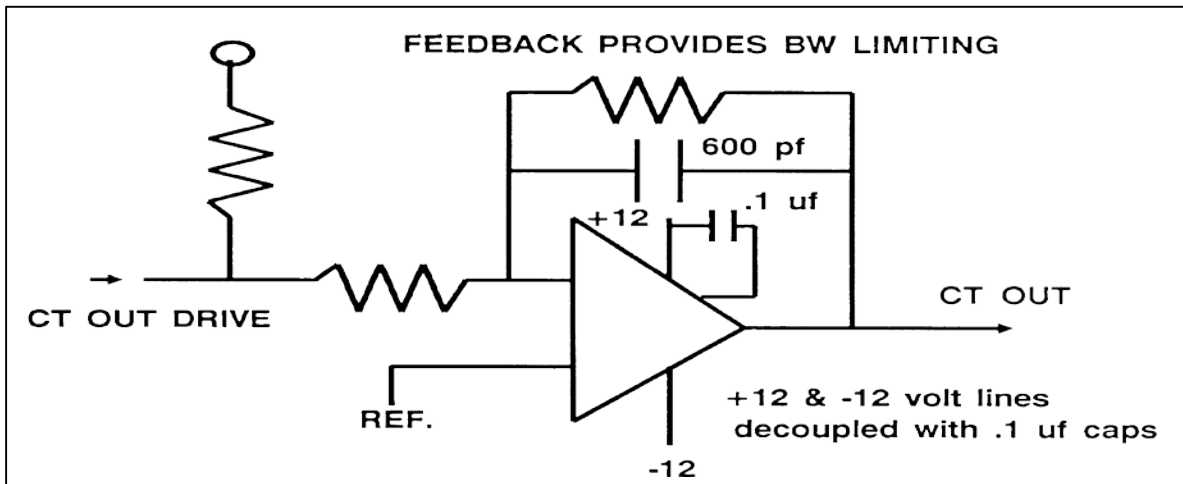 FEEDBACK PROVIDES BW LIMITING
600 pf
+12
.1 uf
CT OUT DRIVE
CT OUT
REF.
+12 & -12 volt lines
decoupled with .1 uf caps
-12